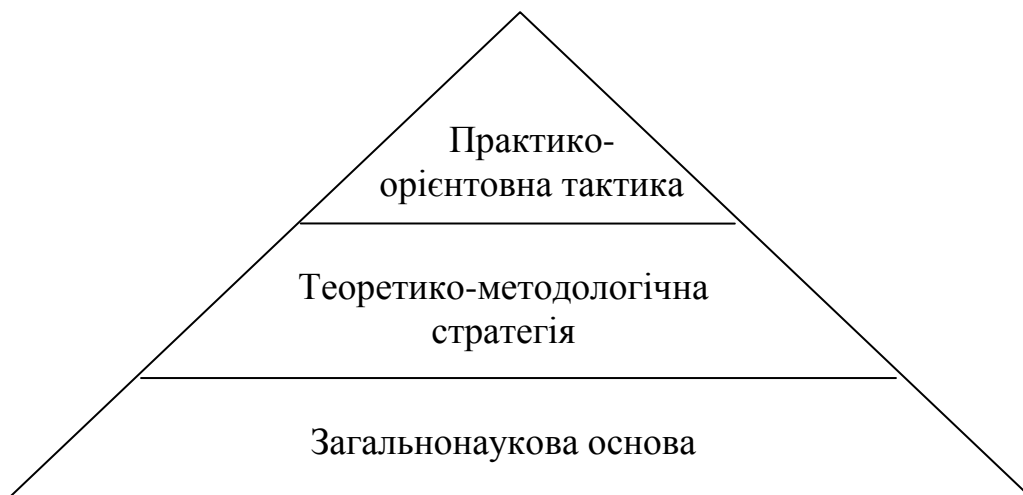 Практико-
орієнтовна тактика
Теоретико-методологічна
стратегія
Загальнонаукова основа